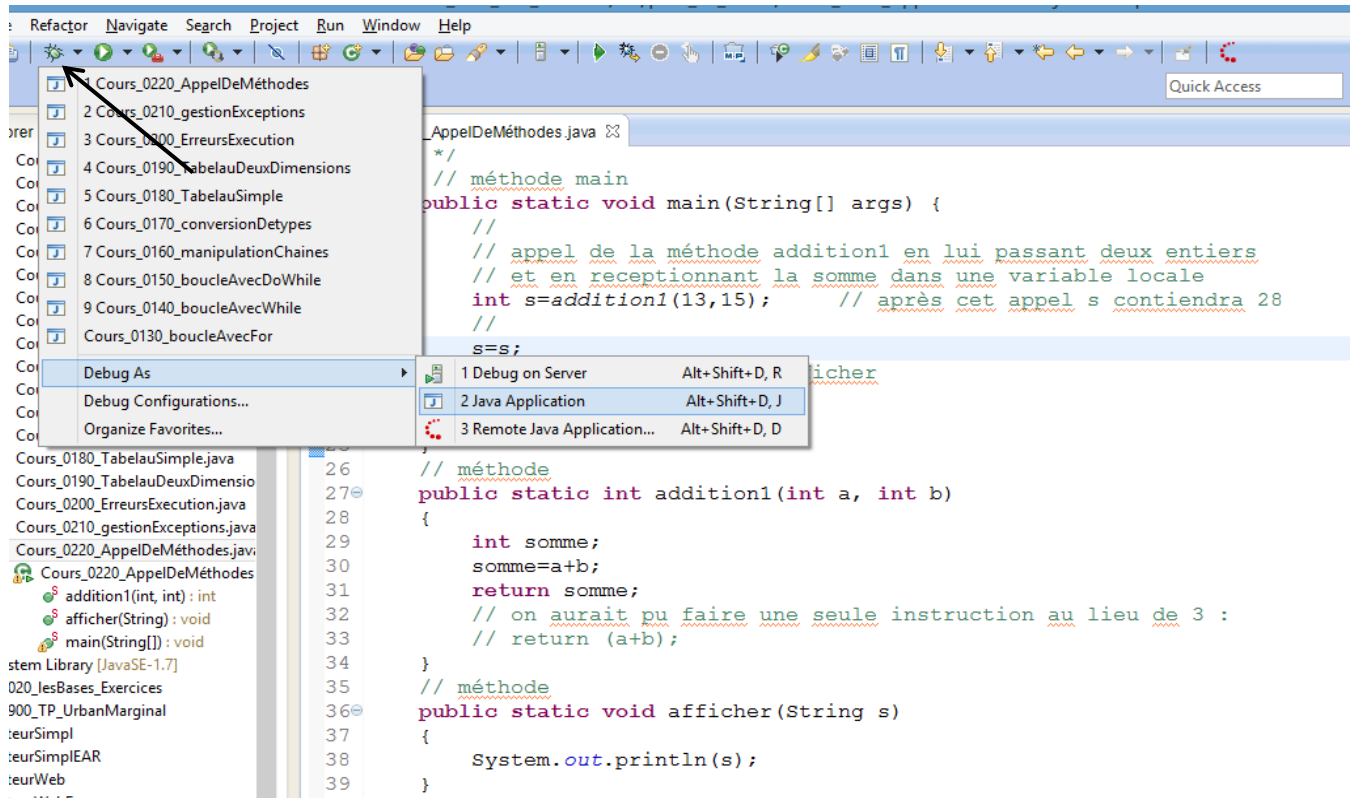 Refactor Navigate Search Project Run Window Help
Quick Access
1 Cours_0220_AppelDeMéthodes
2 Cours_0210_gestionExceptions
3 Cours_0200_ErreursExecution
4 Cours_0190_TabelauDeuxDimensions
5 Cours_0180_TabelauSimple
6 Cours_0170_conversionDetypes
7 Cours_0160_manipulationChaines
8 Cours_0150_boucleAvecDoWhile
9 Cours_0140_boucleAvecWhile
Cours_0130_boucleAvecFor
Debug As
Debug Configurations...
Organize Favorites...
1 Debug on Server Alt+Shift+D, R
2 Java Application Alt+Shift+D, J
3 Remote Java Application... Alt+Shift+D, D
Cours_0180_TabelauSimple.java
Cours_0190_TabelauDeuxDimensio
Cours_0200_ErreursExecution.java
Cours_0210_gestionExceptions.java
Cours_0220_AppelDeMéthodes.java
Cours_0220_AppelDeMéthodes
addition1(int, int) : int
afficher(String) : void
main(String[]) : void
stem Library [JavaSE-1.7]
020_lesBases_Exercices
900_TP_UrbanMarginal
teurSimpl
teurSimplEAR
teurWeb
_AppelDeMéthodes.java
*/
// méthode main
public static void main(String[] args) {
//
// appel de la méthode addition1 en lui passant deux entiers
// et en receptionnant la somme dans une variable locale
int s=addition1(13,15); // après cet appel s contiendra 28
//
s=s;
icher
26 // méthode
27 public static int addition1(int a, int b)
28 {
29 int somme;
30 somme=a+b;
31 return somme;
32 // on aurait pu faire une seule instruction au lieu de 3 :
33 // return (a+b);
34 }
35 // méthode
36 public static void afficher(String s)
37 {
38 System.out.println(s);
39 }